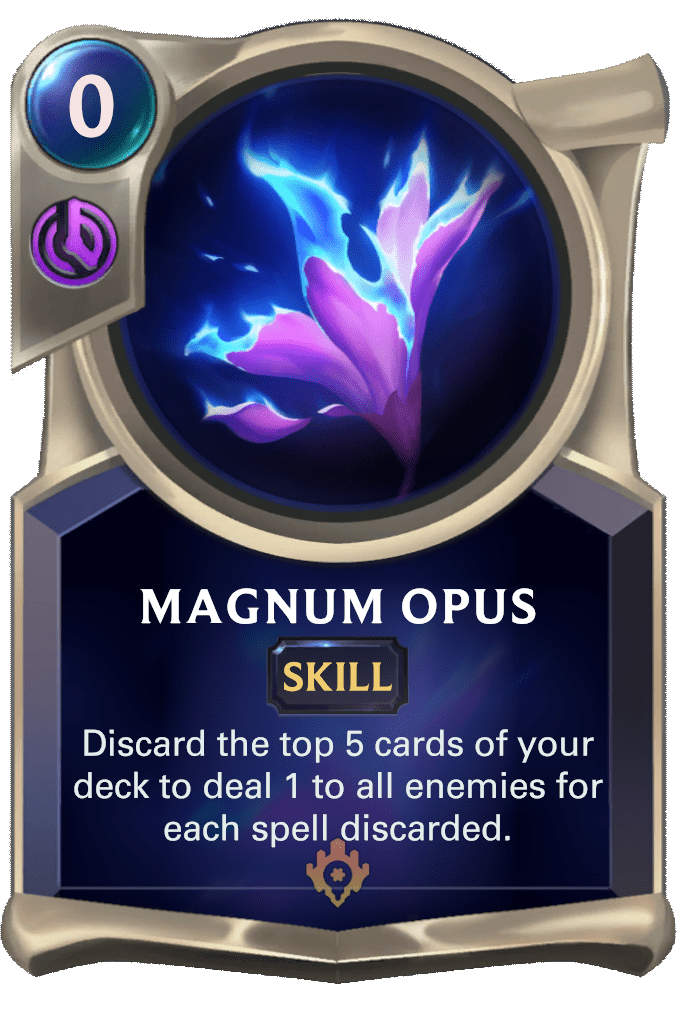 0
MAGNUM OPUS
SKILL
Discard the top 5 cards of your
deck to deal 1 to all enemies for
each spell discarded.